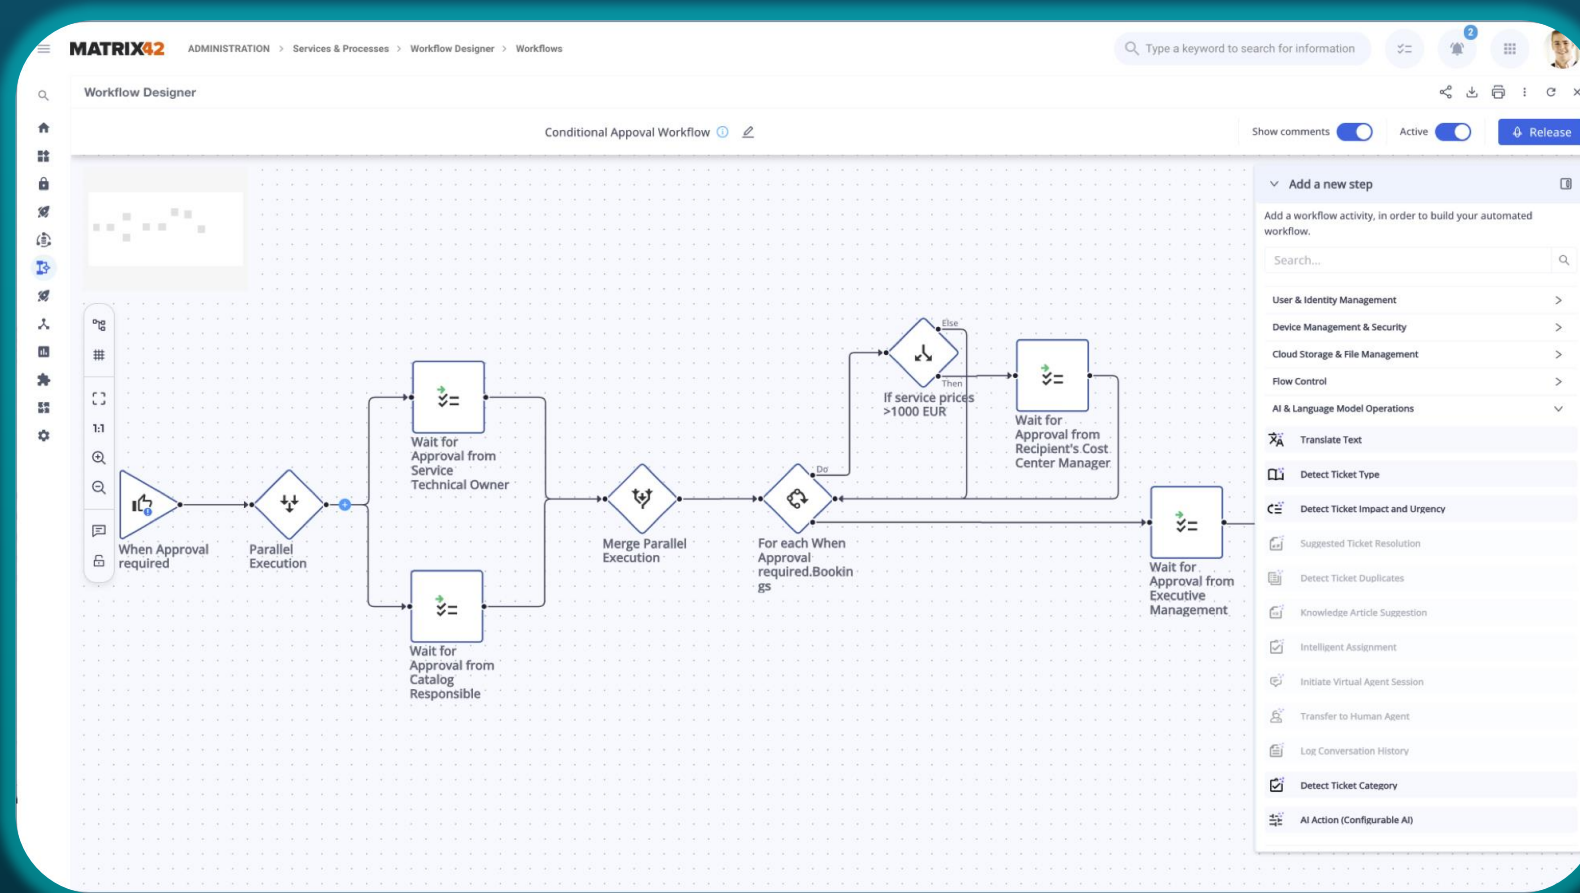 MATRIX42
ADMINISTRATION > Services & Processes > Workflow Designer > Workflows
Type a keyword to search for information
2
Workflow Designer
Conditional Appoval Workflow
Show comments
Active
Release
Add a new step
Add a workflow activity, in order to build your automated
workflow.
Search...
User & Identity Management
Device Management & Security
Cloud Storage & File Management
Flow Control
AI & Language Model Operations
Translate Text
Detect Ticket Type
Detect Ticket Impact and Urgency
Suggested Ticket Resolution
Detect Ticket Duplicates
Knowledge Article Suggestion
Intelligent Assignment
Initiate Virtual Agent Session
Transfer to Human Agent
Log Conversation History
Detect Ticket Category
AI Action (Configurable AI)
1:1
When Approval
required
Parallel
Execution
Wait for
Approval from
Service
Technical Owner
Wait for
Approval from
Catalog
Responsible
Merge Parallel
Execution
Do
For each When
Approval
required.Bookin
gs
Else
Then
If service prices
>1000 EUR
Wait for
Approval from
Recipient's Cost
Center Manager
Wait for
Approval from
Executive
Management